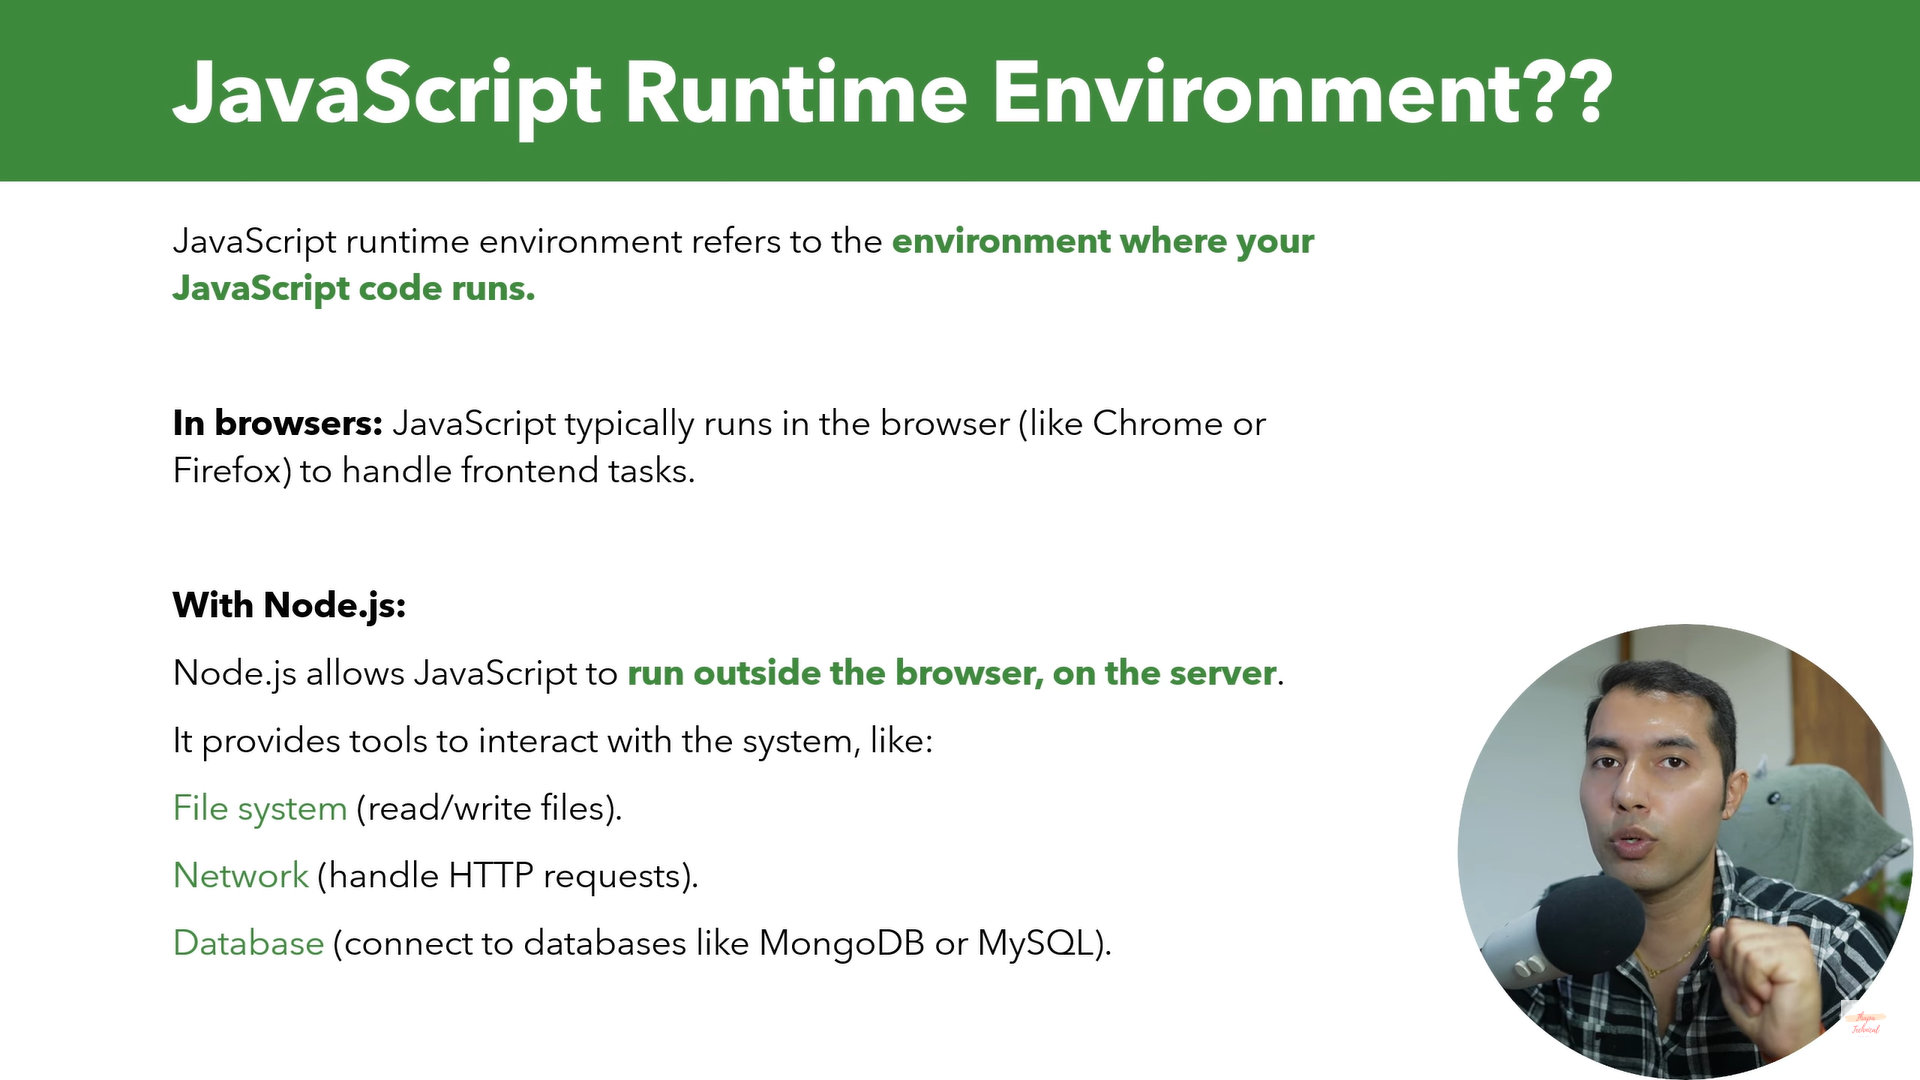 JavaScript Runtime Environment??
JavaScript runtime environment refers to the environment where your
JavaScript code runs.
In browsers: JavaScript typically runs in the browser (like Chrome or
Firefox) to handle frontend tasks.
With Node.js:
Node.js allows JavaScript to run outside the browser, on the server.
It provides tools to interact with the system, like:
File system (read/write files).
Network (handle HTTP requests).
Database (connect to databases like MongoDB or MySQL).
Technical